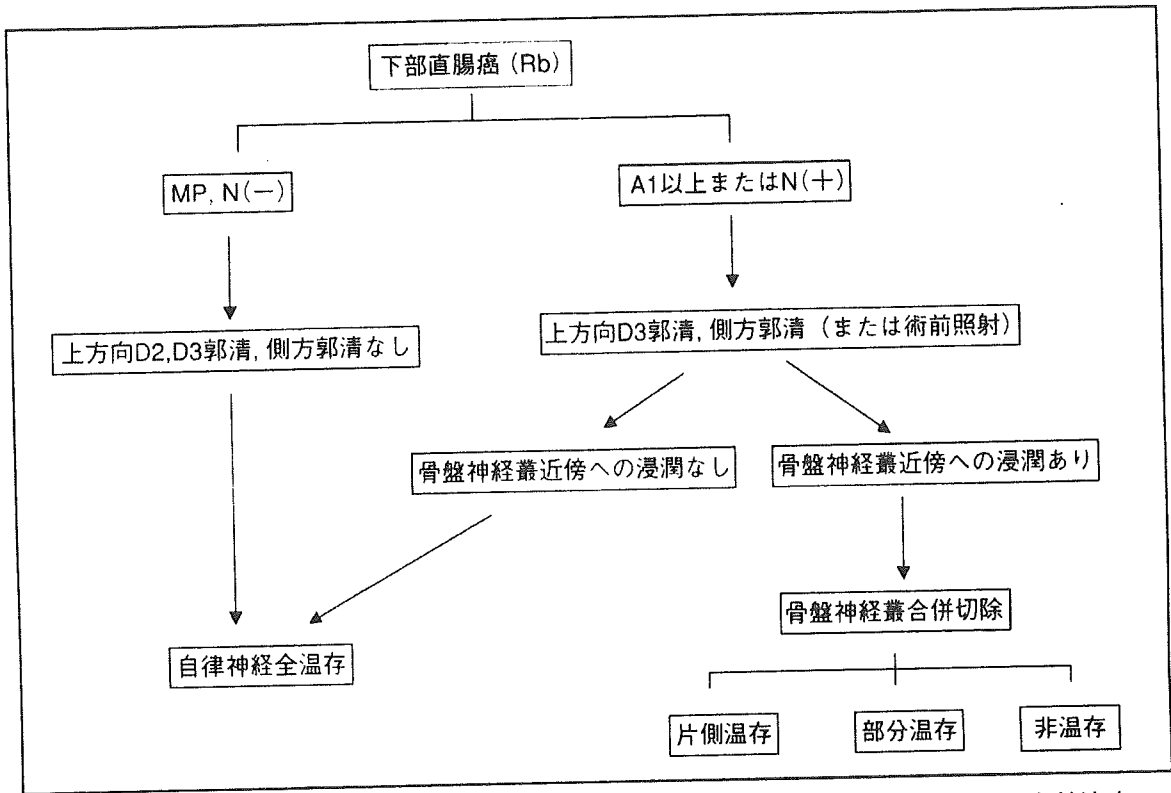 下部直腸癌（Rb）
MP, N(－)
A1以上またはN(＋)
上方向D2,D3郭清, 側方郭清なし
上方向D3郭清, 側方郭清（または術前照射）
骨盤神経叢近傍への浸潤なし
骨盤神経叢近傍への浸潤あり
骨盤神経叢合併切除
自律神経全温存
片側温存
部分温存
非温存